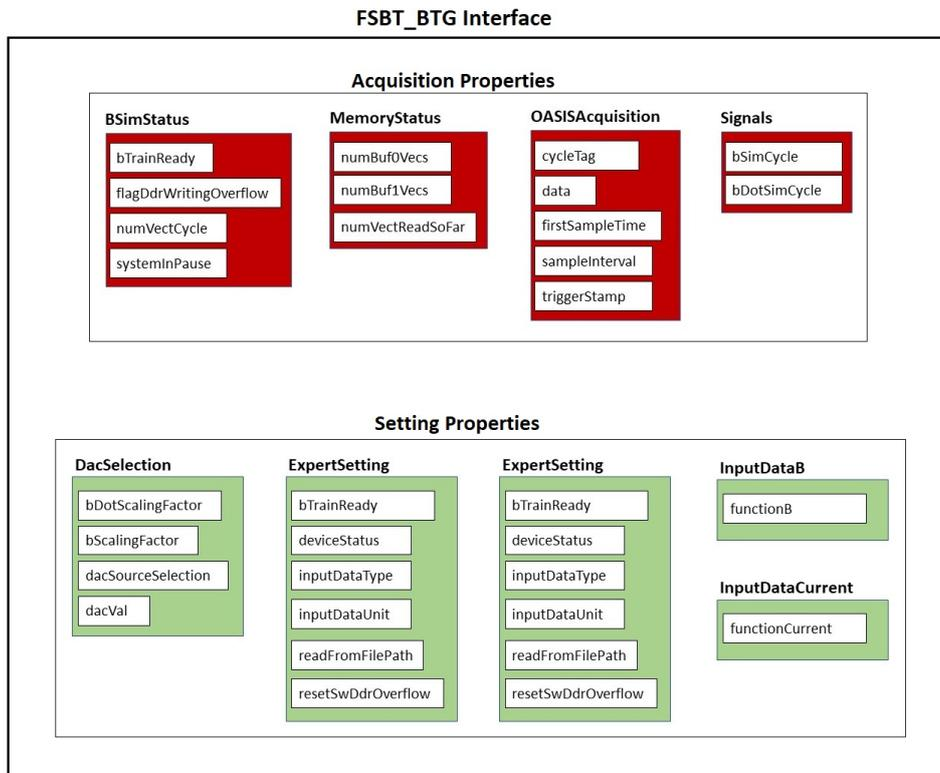 FSBT_BTG Interface
Acquisition Properties
BSimStatus
bTrainReady
flagDdrWritingOverflow
numVectCycle
systemInPause
MemoryStatus
numBuf0Vecs
numBuf1Vecs
numVectReadSoFar
OASISAcquisition
cycleTag
data
firstSampleTime
sampleInterval
triggerStamp
Signals
bSimCycle
bDotSimCycle
Setting Properties
DacSelection
bDotScalingFactor
bScalingFactor
dacSourceSelection
dacVal
ExpertSetting
bTrainReady
deviceStatus
inputDataType
inputDataUnit
readFromFilePath
resetSwDdrOverflow
ExpertSetting
bTrainReady
deviceStatus
inputDataType
inputDataUnit
readFromFilePath
resetSwDdrOverflow
InputDataB
functionB
InputDataCurrent
functionCurrent